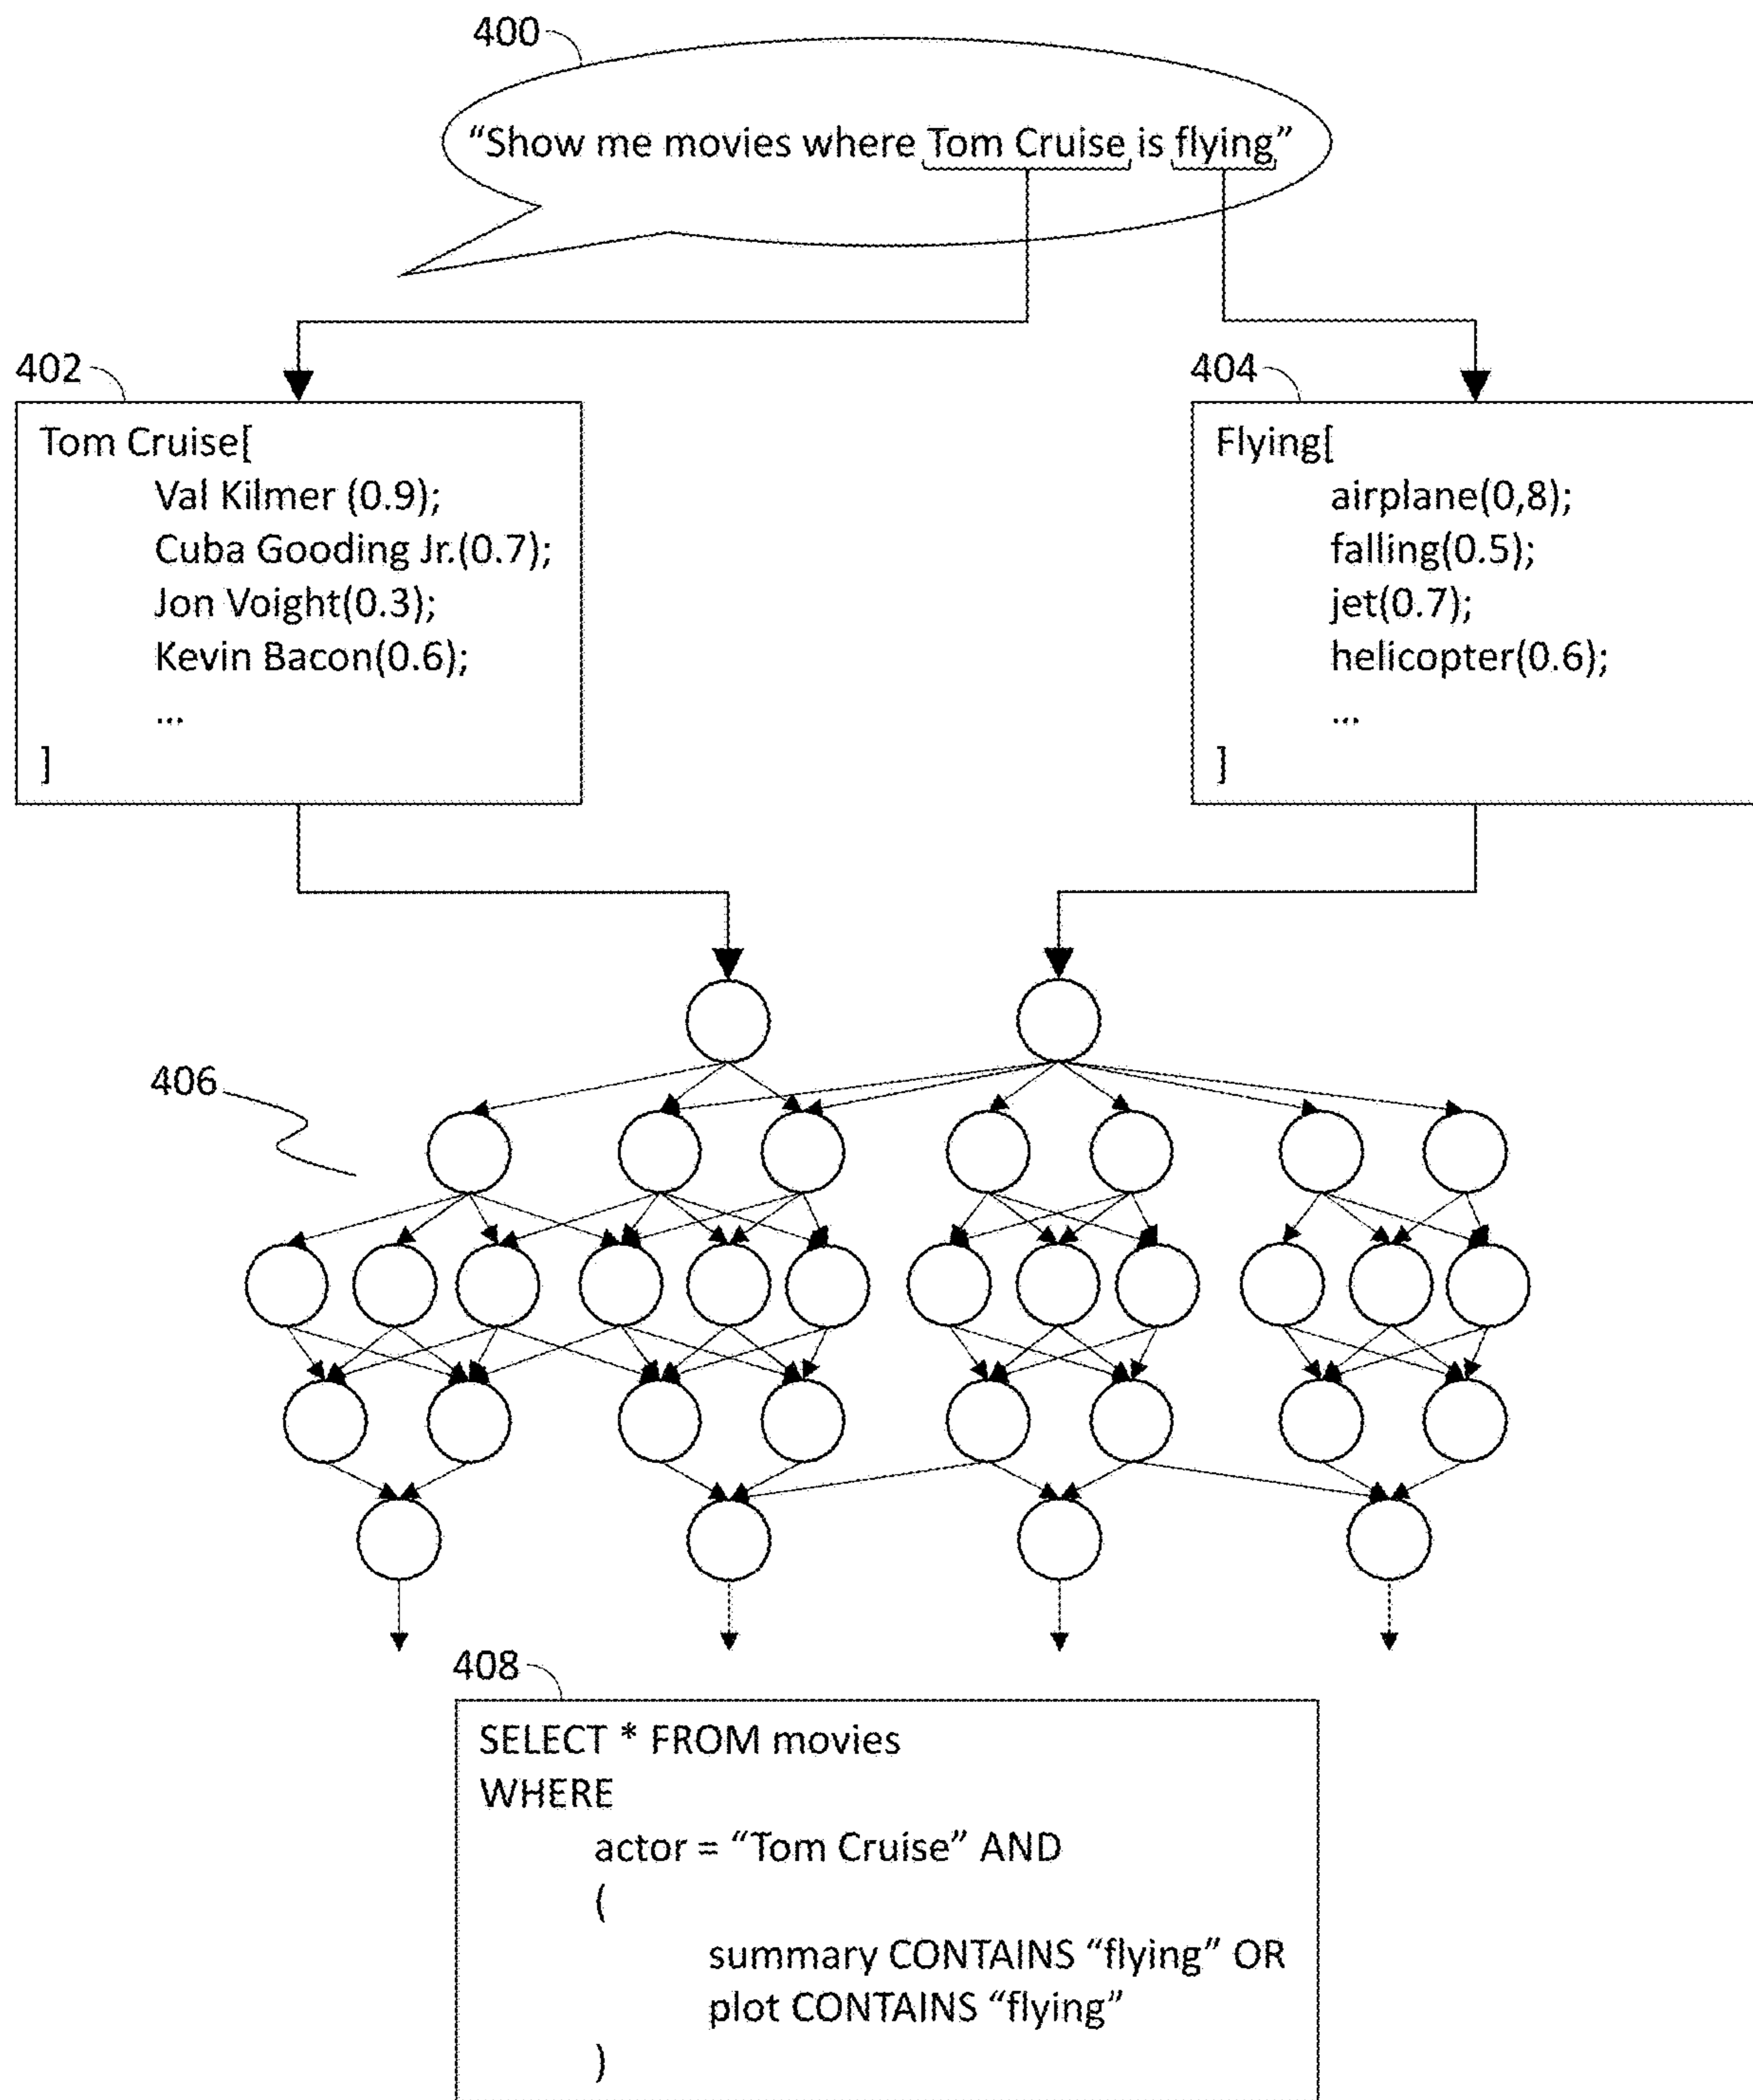 400
“Show me movies where Tom Cruise is flying”
402
Tom Cruise[
Val Kilmer (0.9);
Cuba Gooding Jr.(0.7);
Jon Voight(0.3);
Kevin Bacon(0.6);
...
]
404
Flying[
airplane(0,8);
falling(0.5);
jet(0.7);
helicopter(0.6);
...
]
406
408
SELECT * FROM movies
WHERE
actor = “Tom Cruise” AND
(
summary CONTAINS “flying” OR
plot CONTAINS “flying”
)